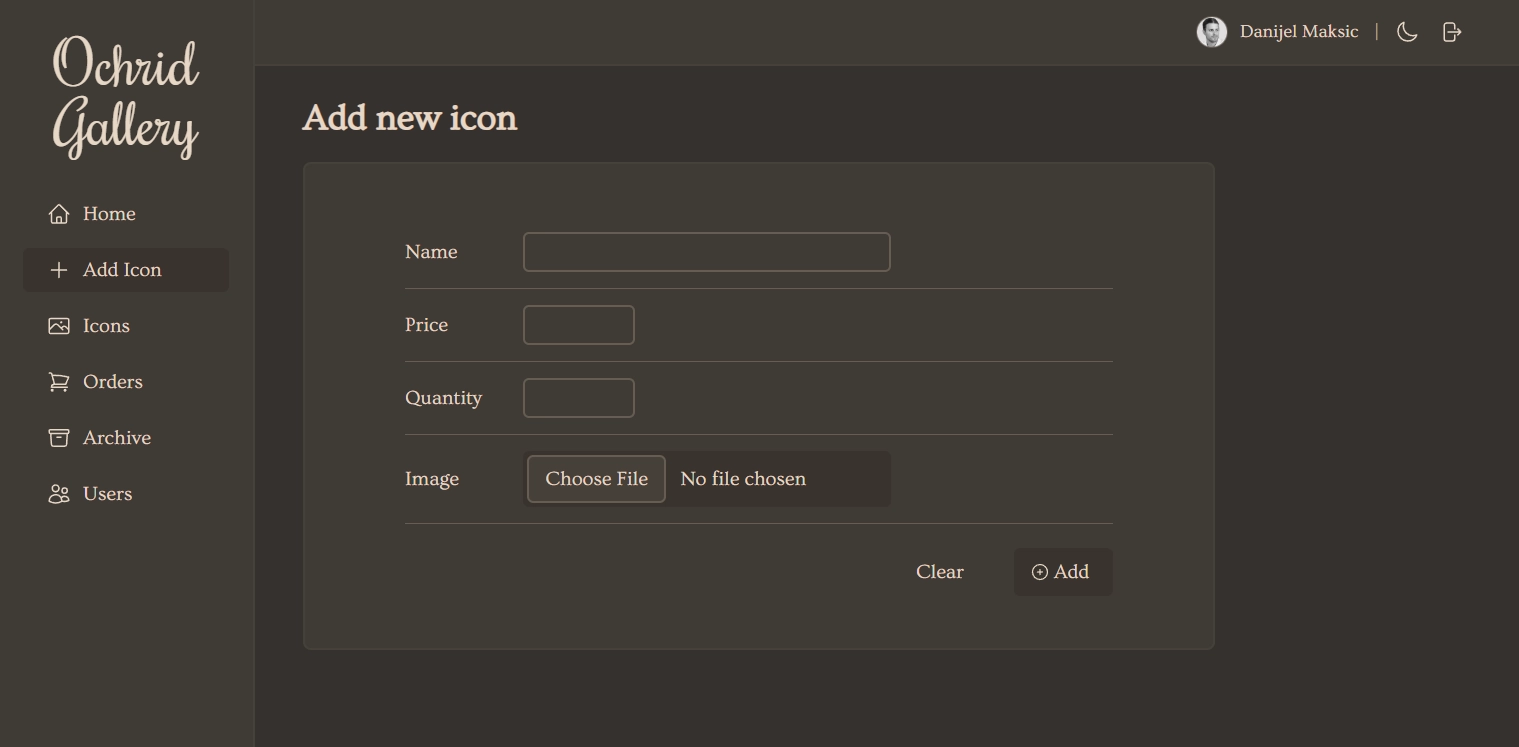 Ochrid
Gallery
Home
Add Icon
Icons
Orders
Archive
Users
Danijel Maksic |
Add new icon
Name
Price
Quantity
Image
Choose File No file chosen
Clear
Add